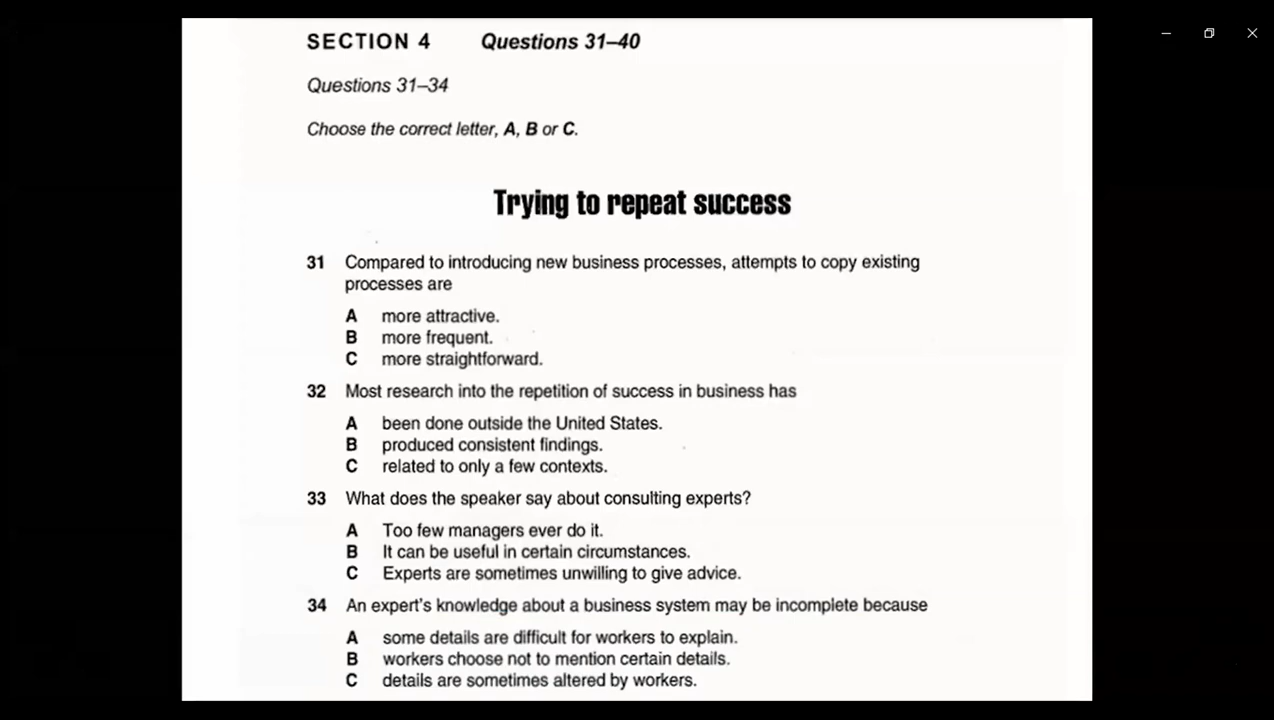 SECTION 4 Questions 31–40
Questions 31–34
Choose the correct letter, A, B or C.
Trying to repeat success
31 Compared to introducing new business processes, attempts to copy existing
processes are
A more attractive.
B more frequent.
C more straightforward.
32 Most research into the repetition of success in business has
A been done outside the United States.
B produced consistent findings.
C related to only a few contexts.
33 What does the speaker say about consulting experts?
A Too few managers ever do it.
B It can be useful in certain circumstances.
C Experts are sometimes unwilling to give advice.
34 An expert's knowledge about a business system may be incomplete because
A some details are difficult for workers to explain.
B workers choose not to mention certain details.
C details are sometimes altered by workers.